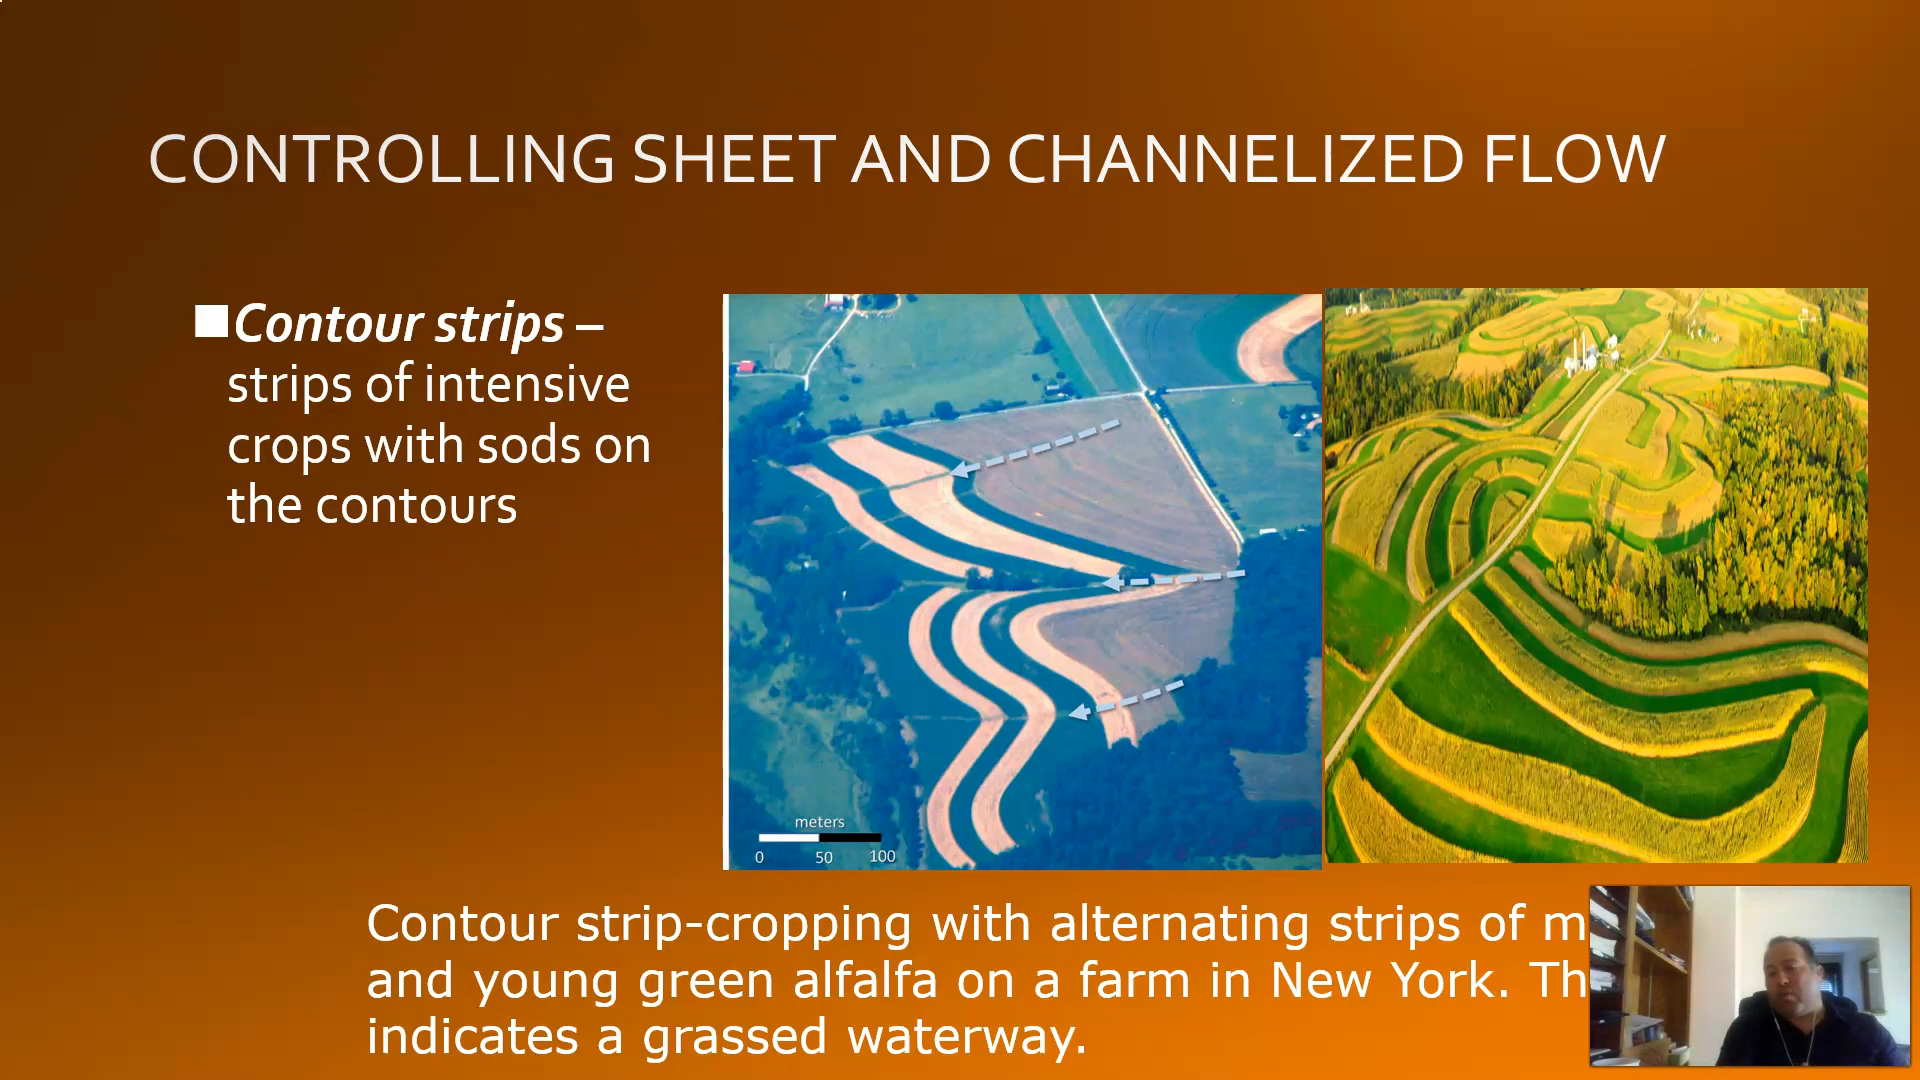 CONTROLLING SHEET AND CHANNELIZED FLOW
Contour strips –
strips of intensive
crops with sods on
the contours
meters
0 50 100
Contour strip-cropping with alternating strips of
and young green alfalfa on a farm in New York.
indicates a grassed waterway.